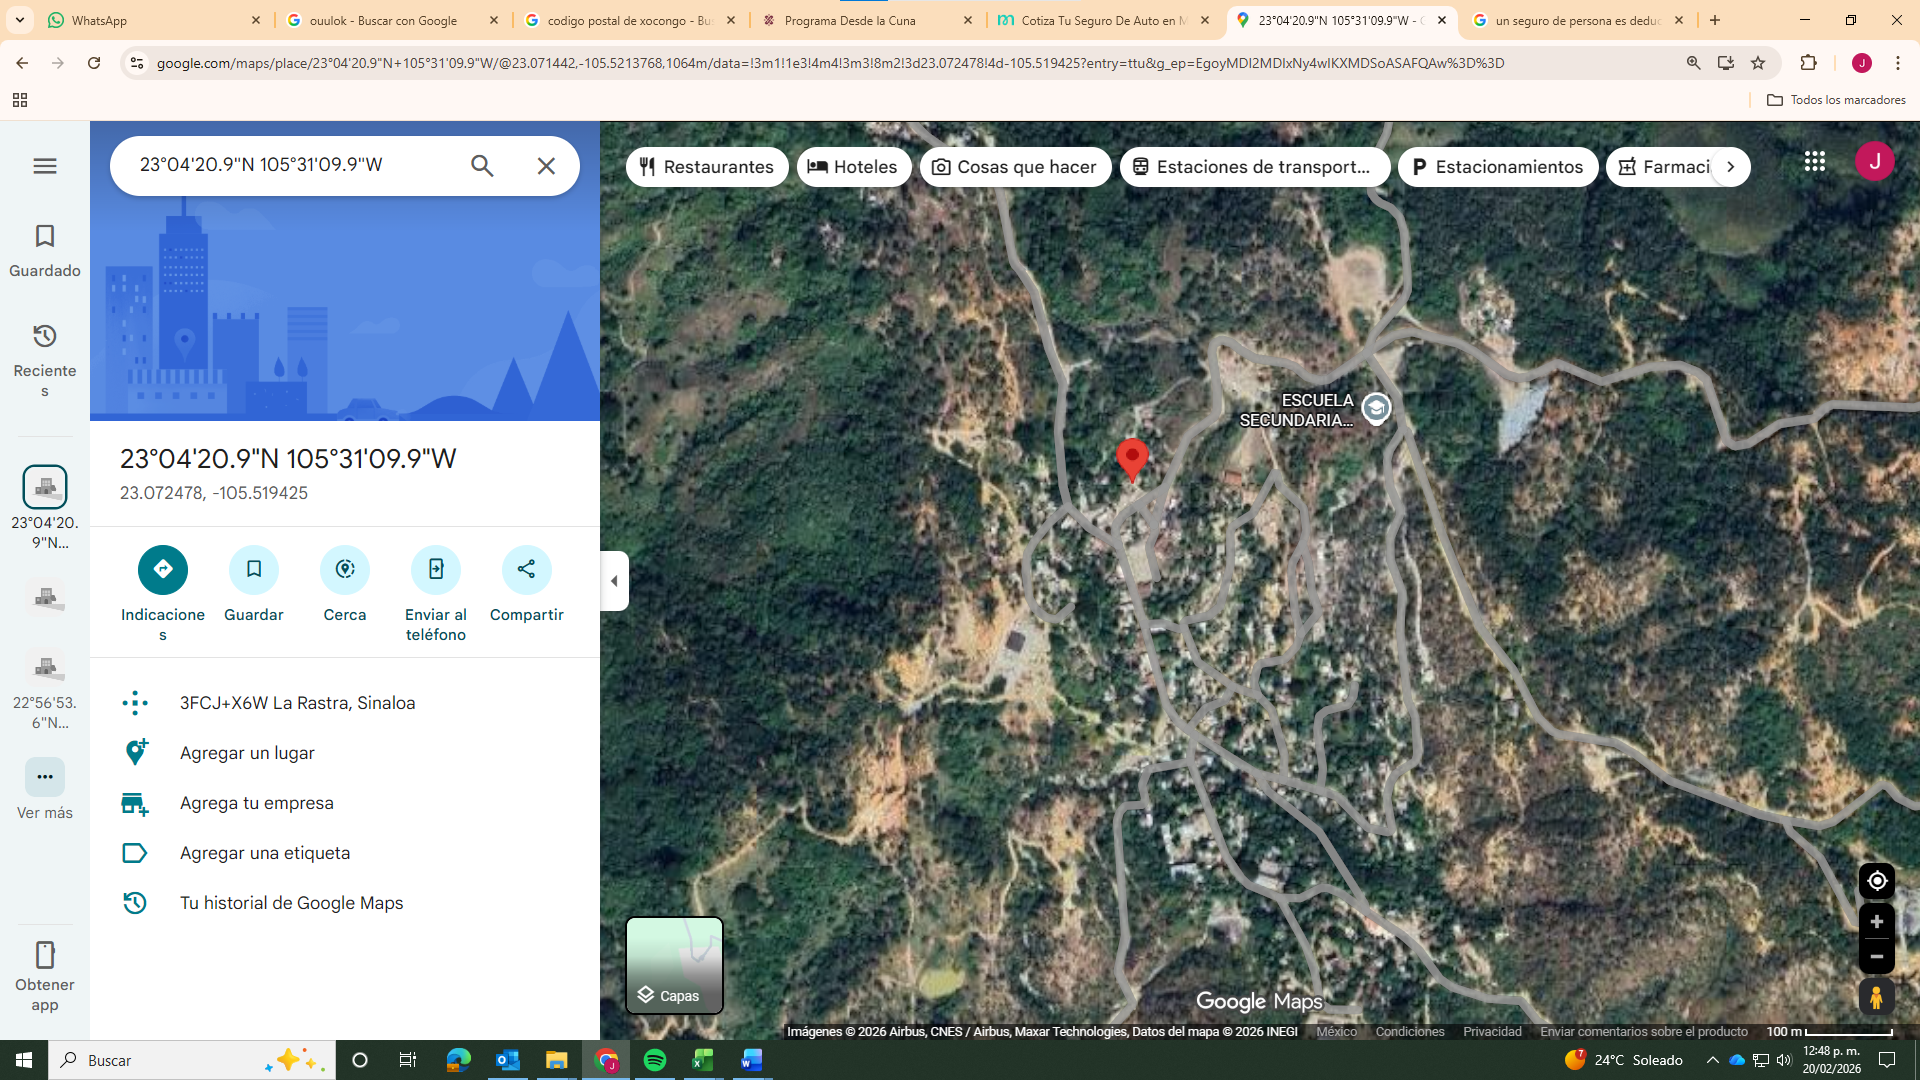 WhatsApp
ouulok - Buscar con Google
codigo postal de xocongo - Bus
Programa Desde la Cuna
Cotiza Tu Seguro De Auto en M
23°04'20.9"N 105°31'09.9"W - G
un seguro de persona es deduc
google.com/maps/place/23°04'20.9"N+105°31'09.9"W/@23.071442,-105.5213768,1064m/data=!3m1!1e3!4m4!3m3!8m2!3d23.072478!4d-105.519425?entry=ttu&g_ep=EgoyMDI2MDIxNy4wIKXMDSoASAFQAw%3D%3D
J
Todos los marcadores
23°04'20.9"N 105°31'09.9"W
Restaurantes
Hoteles
Cosas que hacer
Estaciones de transport...
P Estacionamientos
Farmaci
J
Guardado
Reciente
s
23°04'20.
9"N...
22°56'53.
6"N...
Ver más
Obtener
app
23°04'20.9"N 105°31'09.9"W
23.072478, -105.519425
Indicacione
s
Guardar
Cerca
Enviar al
teléfono
Compartir
3FCJ+X6W La Rastra, Sinaloa
Agregar un lugar
Agrega tu empresa
Agregar una etiqueta
Tu historial de Google Maps
ESCUELA
SECUNDARIA...
Capas
Google Maps
Imágenes © 2026 Airbus, CNES / Airbus, Maxar Technologies, Datos del mapa © 2026 INEGI
México
Condiciones
Privacidad
Enviar comentarios sobre el producto
100 m
Buscar
7
24°C Soleado
12:48 p. m.
20/02/2026